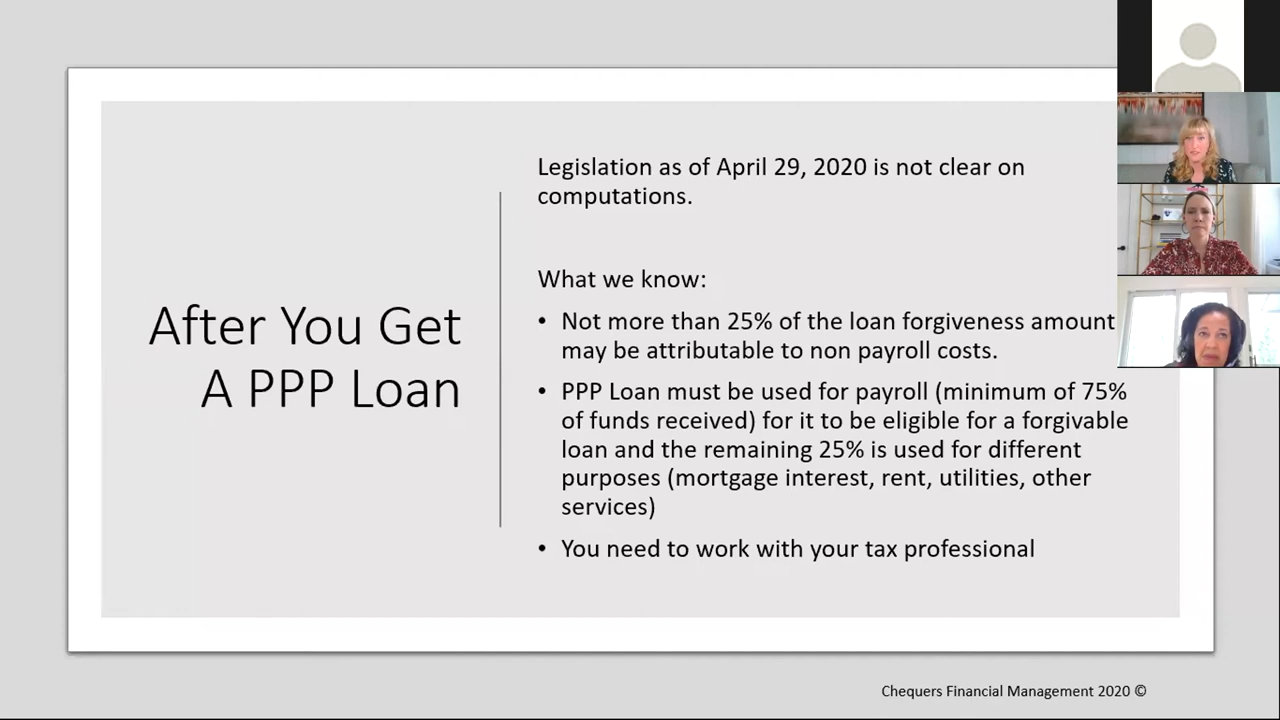 After You Get
A PPP Loan
Legislation as of April 29, 2020 is not clear on
computations.
What we know:
• Not more than 25% of the loan forgiveness amount
may be attributable to non payroll costs.
• PPP Loan must be used for payroll (minimum of 75%
of funds received) for it to be eligible for a forgivable
loan and the remaining 25% is used for different
purposes (mortgage interest, rent, utilities, other
services)
• You need to work with your tax professional
Chequers Financial Management 2020 ©